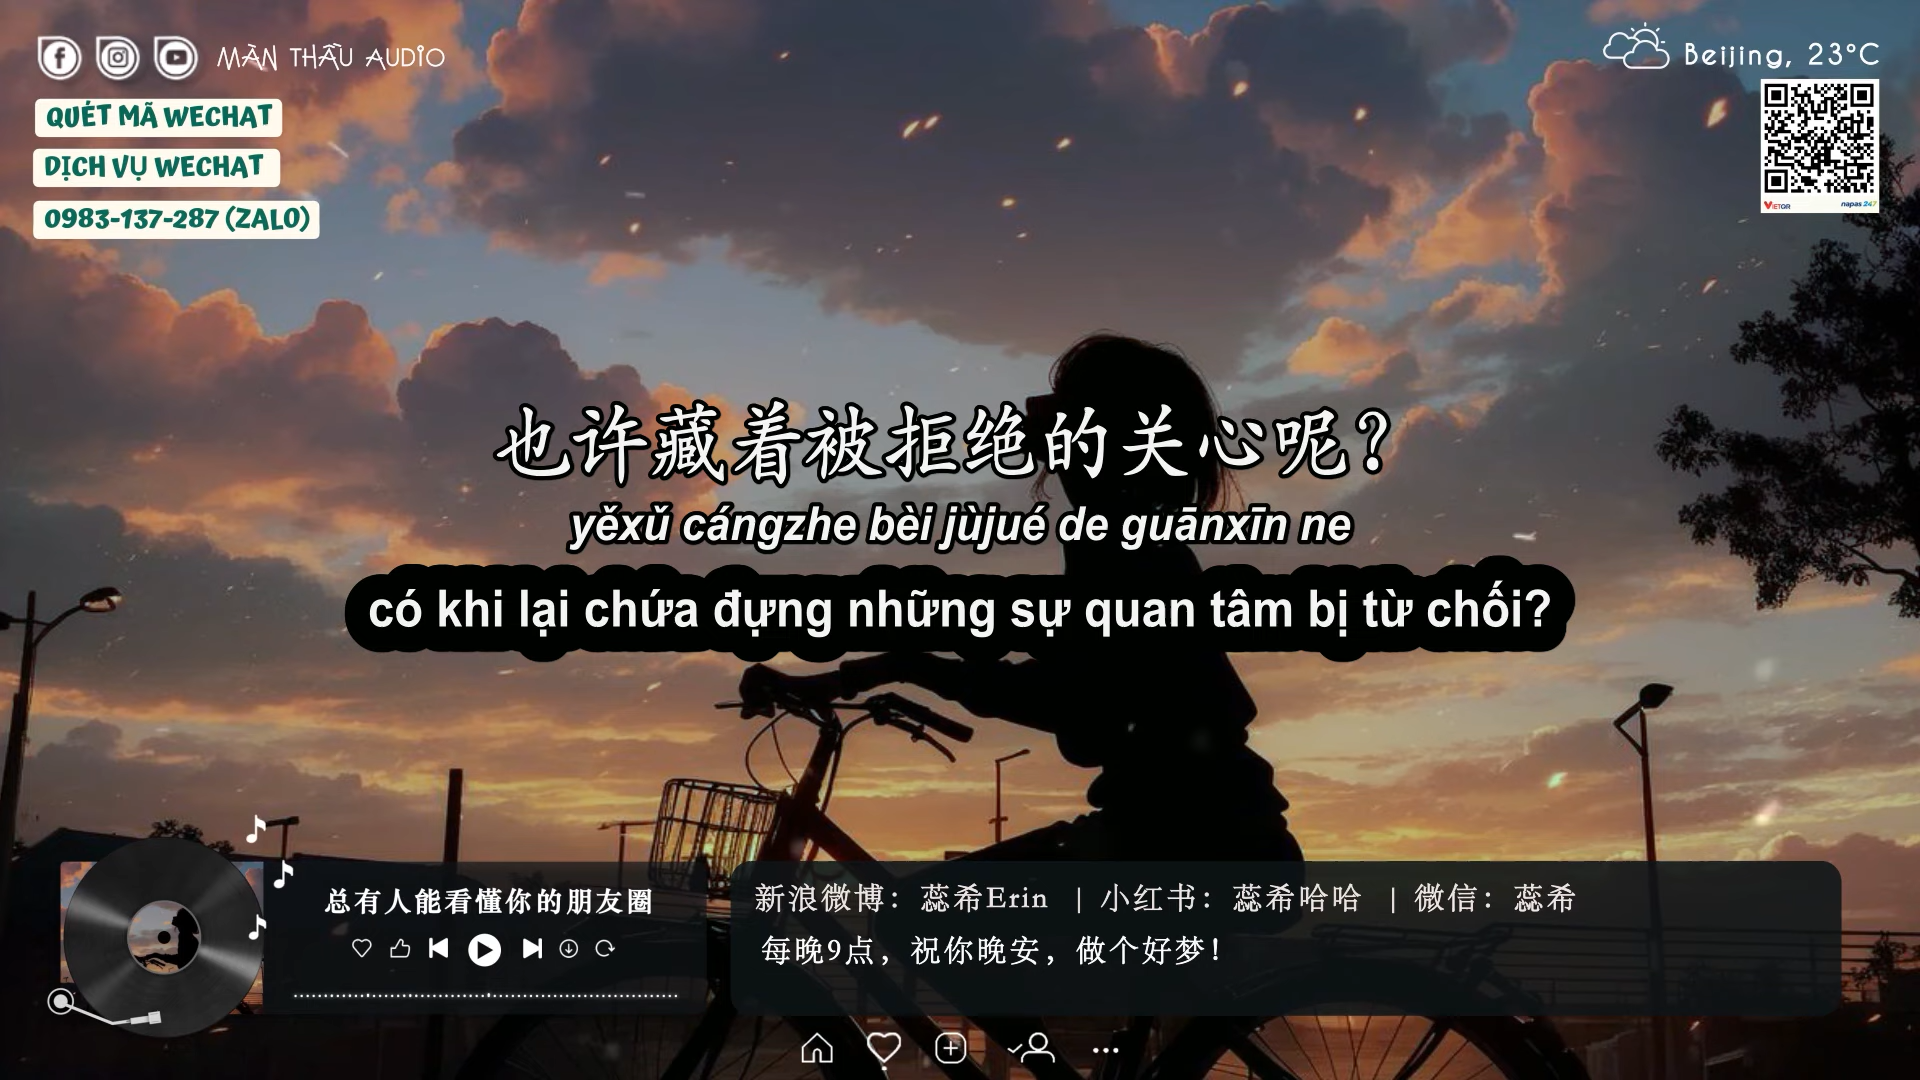 MÀN THẦU AUDIO
Beijing, 23°C
QUÉT MÃ WECHAT
DỊCH VỤ WECHAT
0983-137-287 (ZALO)
VIETQR
napas 247
也许藏着被拒绝的关心呢？
yěxǔ cángzhe bèi jùjué de guānxīn ne
có khi lại chứa đựng những sự quan tâm bị từ chối?
总有人能看懂你的朋友圈
新浪微博：蕊希Erin ｜小红书：蕊希哈哈 ｜微信：蕊希
每晚9点，祝你晚安，做个好梦！